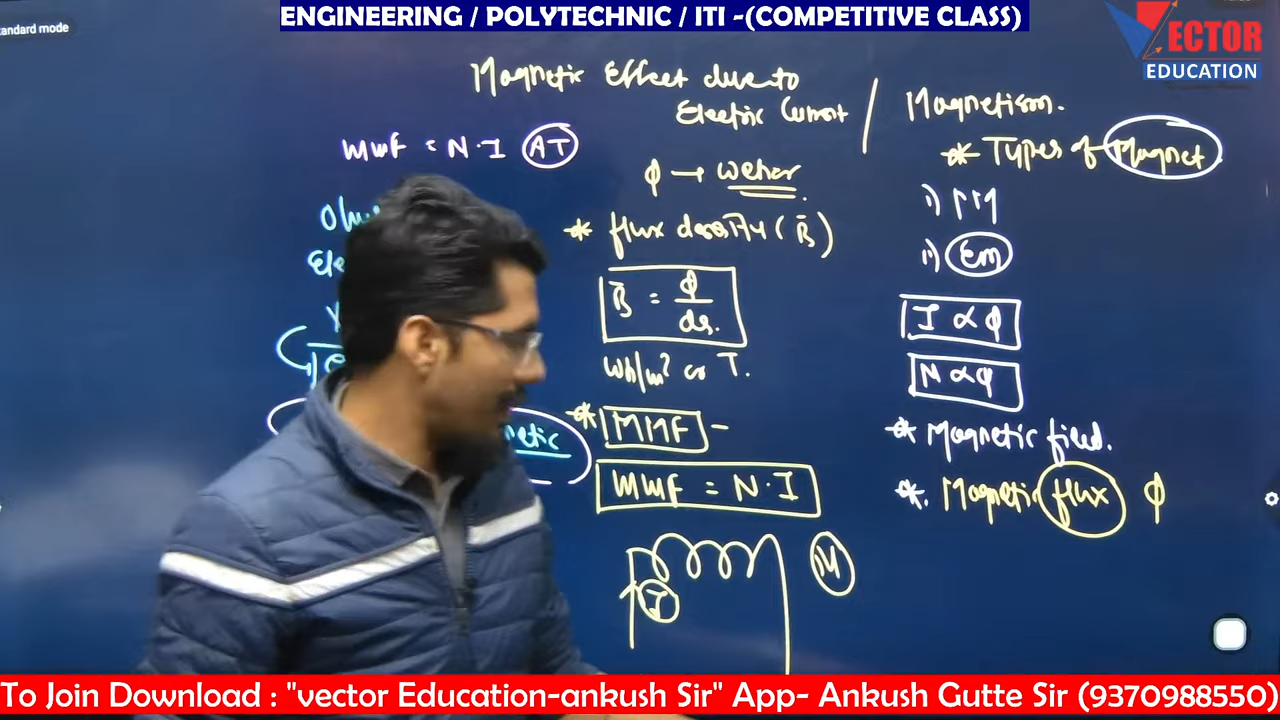 ENGINEERING / POLYTECHNIC / ITI -(COMPETITIVE CLASS)
andard mode
VECTOR
EDUCATION
Magnetic Effect due to
Electric Current
Magnetism.
* Types of Magnet
MMF = N·I AT
φ → weber
i) PM
* flux density (B̄)
ii) Em
B̄ = φ/ds.
I ∝ φ
Wb/m² or T.
N ∝ φ
* MMF -
netic
* Magnetic field.
MMF = N·I
* Magnetic flux φ
I
N
To Join Download : "vector Education-ankush Sir" App- Ankush Gutte Sir (9370988550)